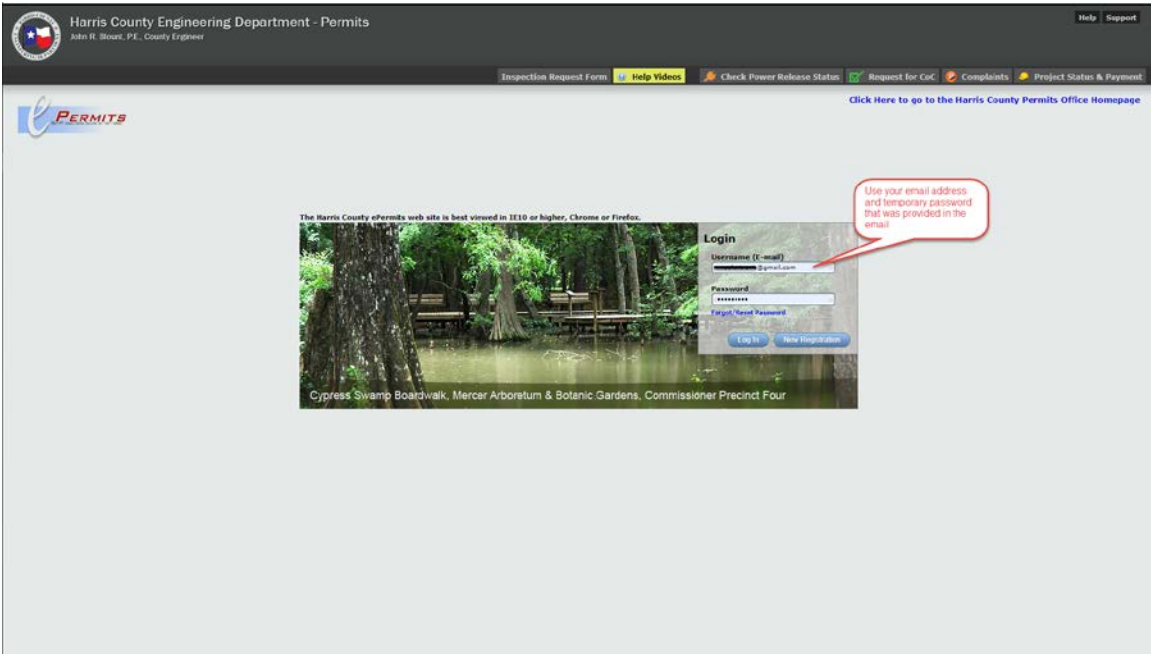 Harris County Engineering Department - Permits
John R. Blount, P.E., County Engineer
Help Support
Inspection Request Form Help Videos Check Power Release Status Request for CoC Complaints Project Status & Payment
Click Here to go to the Harris County Permits Office Homepage
PERMITS
Use your email address
and temporary password
that was provided in the
email
The Harris County ePermits web site is best viewed in IE10 or higher, Chrome or Firefox.
Login
Username (E-mail)
@gmail.com
Password
•••••••••
Forgot/Reset Password
Log In New Registration
Cypress Swamp Boardwalk, Mercer Arboretum & Botanic Gardens, Commissioner Precinct Four